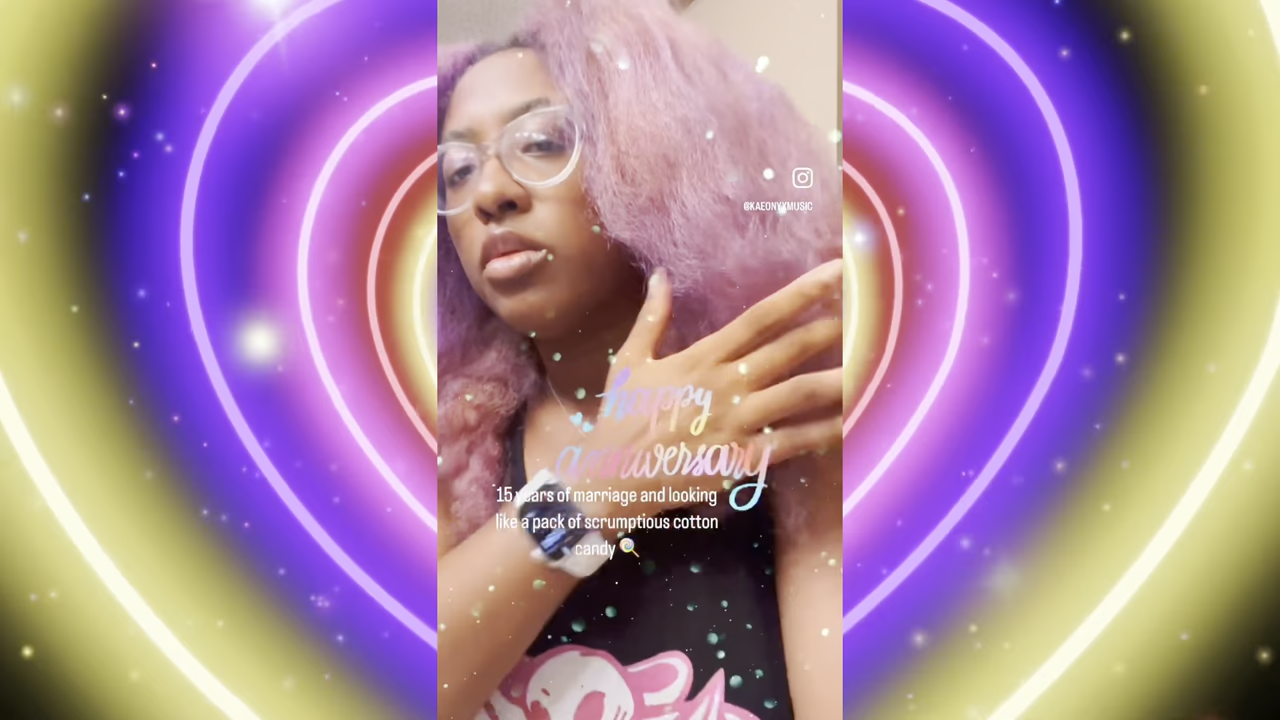 @KAEONYXMUSIC
happy
anniversary
15 years of marriage and looking
like a pack of scrumptious cotton
candy 🍭